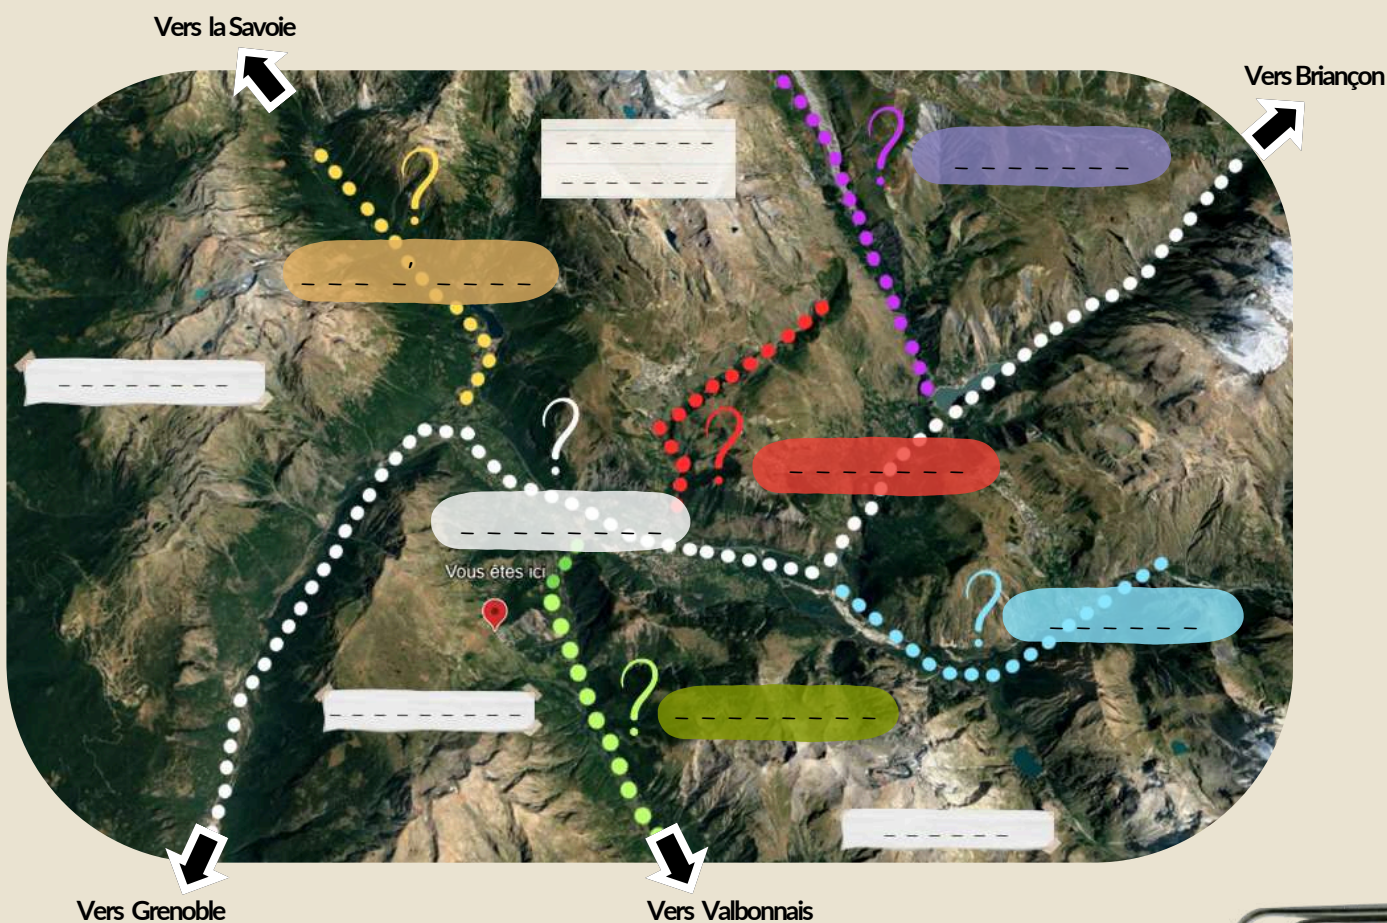 Vers la Savoie
Vers Briançon
Vous êtes ici
Vers Grenoble
Vers Valbonnais